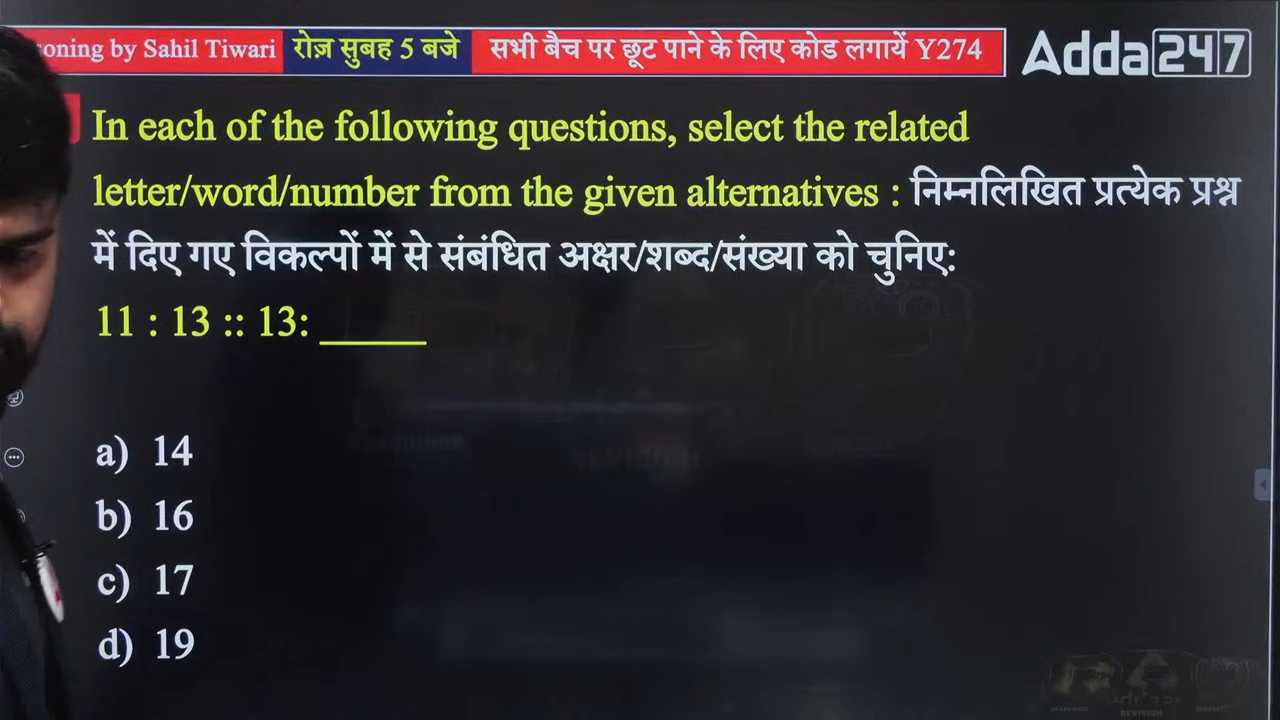 oning by Sahil Tiwari रोज़ सुबह 5 बजे सभी बैच पर छूट पाने के लिए कोड लगायें Y274 Adda247
In each of the following questions, select the related
letter/word/number from the given alternatives : निम्नलिखित प्रत्येक प्रश्न
में दिए गए विकल्पों में से संबंधित अक्षर/शब्द/संख्या को चुनिए:
11 : 13 :: 13: _____
a) 14
b) 16
c) 17
d) 19